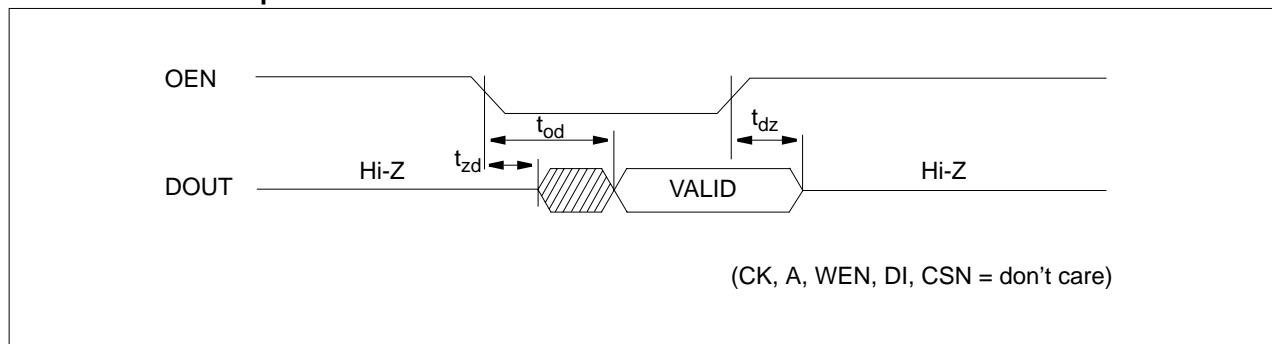 OEN
t_od
t_dz
t_zd
Hi-Z
Hi-Z
DOUT
VALID
(CK, A, WEN, DI, CSN = don't care)